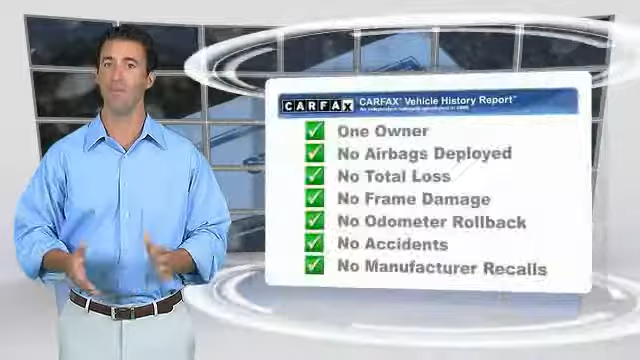 CARFAX CARFAX® Vehicle History Report™
One Owner
No Airbags Deployed
No Total Loss
No Frame Damage
No Odometer Rollback
No Accidents
No Manufacturer Recalls